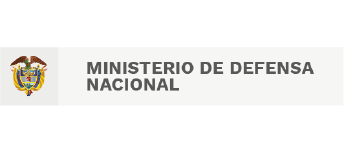 MINISTERIO DE DEFENSA
NACIONAL